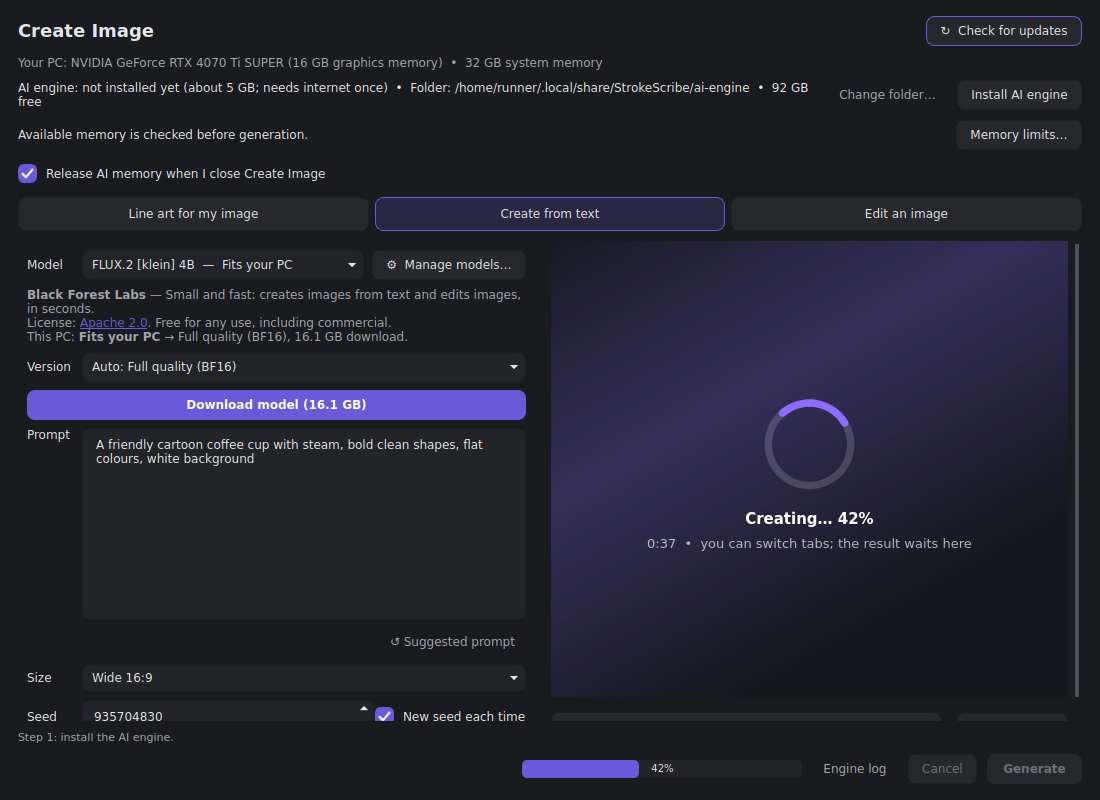 Create Image
↻ Check for updates
Your PC: NVIDIA GeForce RTX 4070 Ti SUPER (16 GB graphics memory) • 32 GB system memory
AI engine: not installed yet (about 5 GB; needs internet once) • Folder: /home/runner/.local/share/StrokeScribe/ai-engine • 92 GB
free
Change folder…
Install AI engine
Available memory is checked before generation.
Memory limits…
Release AI memory when I close Create Image
Line art for my image
Create from text
Edit an image
Model
FLUX.2 [klein] 4B — Fits your PC
⚙ Manage models…
Black Forest Labs — Small and fast: creates images from text and edits images,
in seconds.
License: Apache 2.0. Free for any use, including commercial.
This PC: Fits your PC → Full quality (BF16), 16.1 GB download.
Version
Auto: Full quality (BF16)
Download model (16.1 GB)
Prompt
A friendly cartoon coffee cup with steam, bold clean shapes, flat
colours, white background
↺ Suggested prompt
Size
Wide 16:9
Seed
935704830
New seed each time
Creating… 42%
0:37 • you can switch tabs; the result waits here
Step 1: install the AI engine.
42%
Engine log
Cancel
Generate